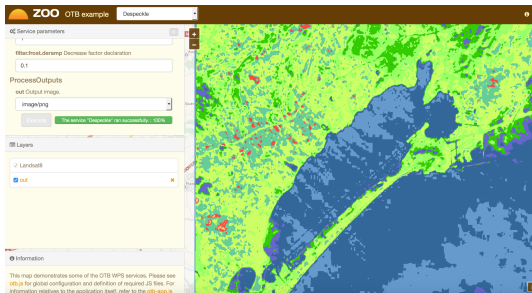 ZOO OTB example
Despeckle
Service parameters
filter.frost.deramp Decrease factor declaration
0.1
ProcessOutputs
out Output image.
image/png
Execute
The service "Despeckle" ran successfully. : 100%
Layers
Landsat8
out
Information
This map demonstrates some of the OTB WPS services. Please see
otb.js for global configuration and definition of required JS files. For
information relatives to the application itself, refer to the otb-app.js